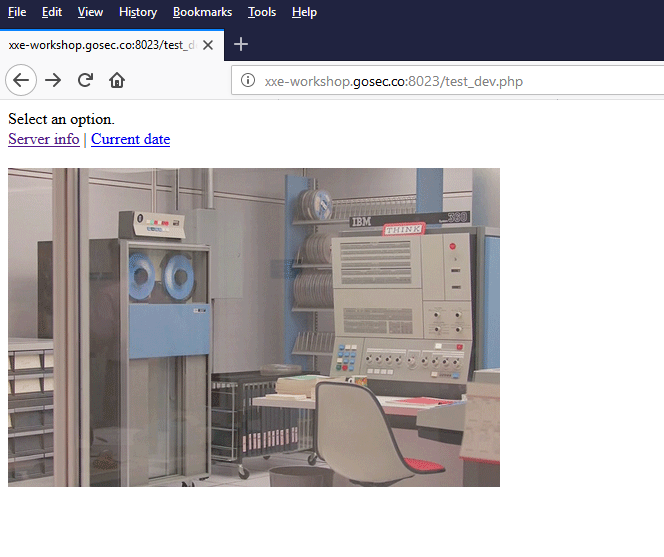 File Edit View History Bookmarks Tools Help
xxe-workshop.gosec.co:8023/test_d
xxe-workshop.gosec.co:8023/test_dev.php
Select an option.
Server info | Current date
IBM
360
THINK